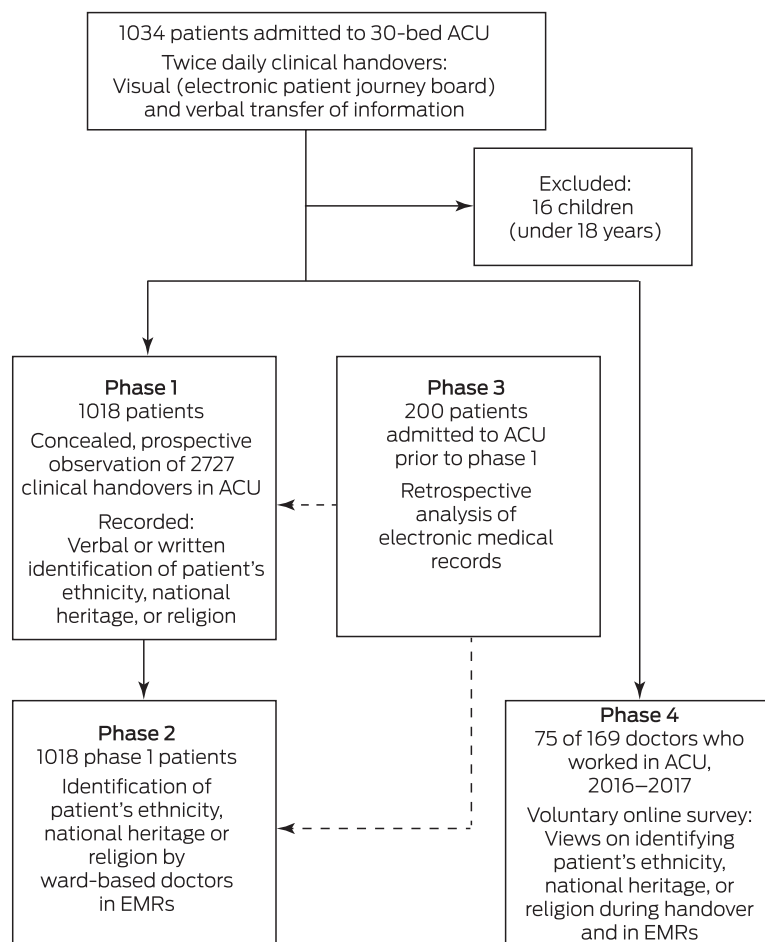 1034 patients admitted to 30-bed ACU
Twice daily clinical handovers:
Visual (electronic patient journey board)
and verbal transfer of information
Excluded:
16 children
(under 18 years)
Phase 1
1018 patients
Concealed, prospective
observation of 2727
clinical handovers in ACU
Recorded:
Verbal or written
identification of patient's
ethnicity, national
heritage, or religion
Phase 3
200 patients
admitted to ACU
prior to phase 1
Retrospective
analysis of
electronic medical
records
Phase 2
1018 phase 1 patients
Identification of
patient's ethnicity,
national heritage or
religion by
ward-based doctors
in EMRs
Phase 4
75 of 169 doctors who
worked in ACU,
2016–2017
Voluntary online survey:
Views on identifying
patient's ethnicity,
national heritage, or
religion during handover
and in EMRs